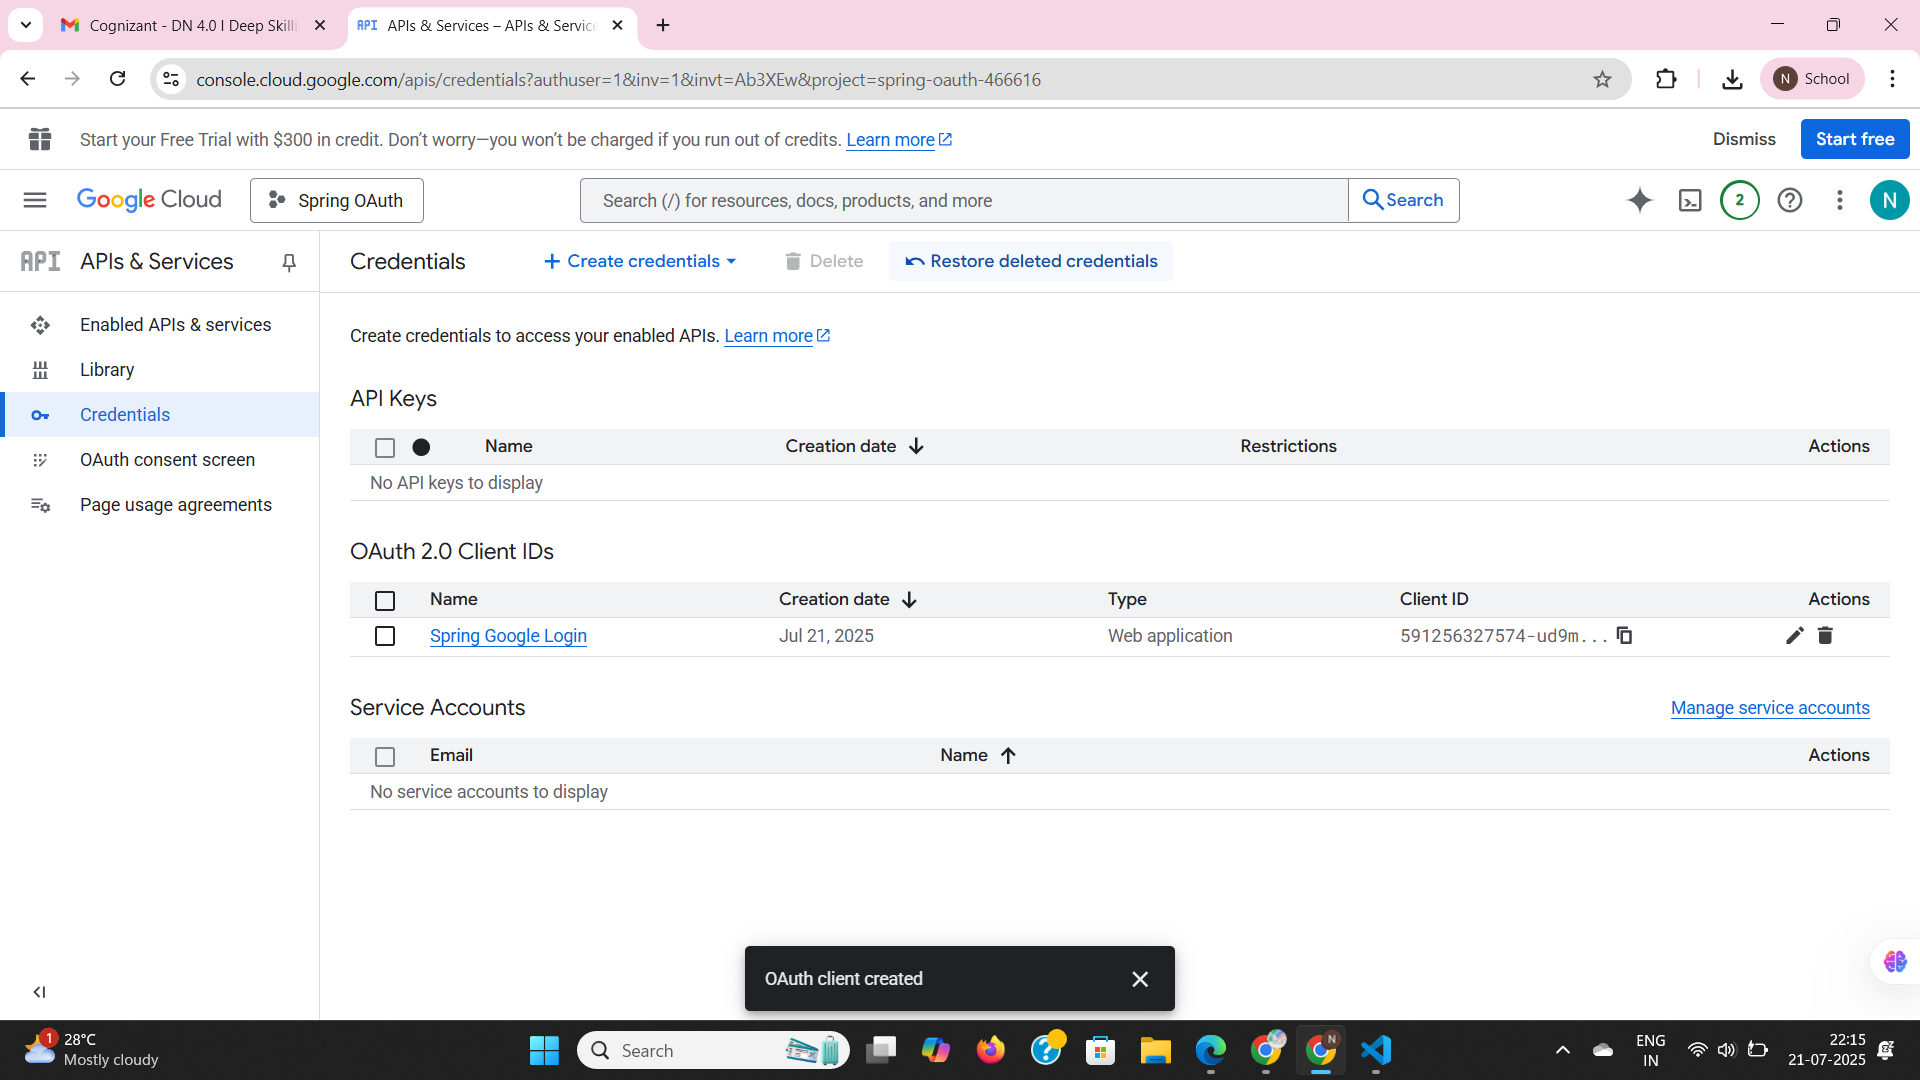 Cognizant - DN 4.0 I Deep Skilli
API APIs & Services – APIs & Service
console.cloud.google.com/apis/credentials?authuser=1&inv=1&invt=Ab3XEw&project=spring-oauth-466616
N School
Start your Free Trial with $300 in credit. Don’t worry—you won’t be charged if you run out of credits. Learn more
Dismiss
Start free
Google Cloud
Spring OAuth
Search (/) for resources, docs, products, and more
Search
2
N
API APIs & Services
Credentials
Create credentials
Delete
Restore deleted credentials
Enabled APIs & services
Library
Credentials
OAuth consent screen
Page usage agreements
Create credentials to access your enabled APIs. Learn more
API Keys
Name Creation date Restrictions Actions
No API keys to display
OAuth 2.0 Client IDs
Name Creation date Type Client ID Actions
Spring Google Login Jul 21, 2025 Web application 591256327574-ud9m...
Service Accounts
Manage service accounts
Email Name Actions
No service accounts to display
OAuth client created
1
28°C
Mostly cloudy
Search
N
ENG
IN
22:15
21-07-2025